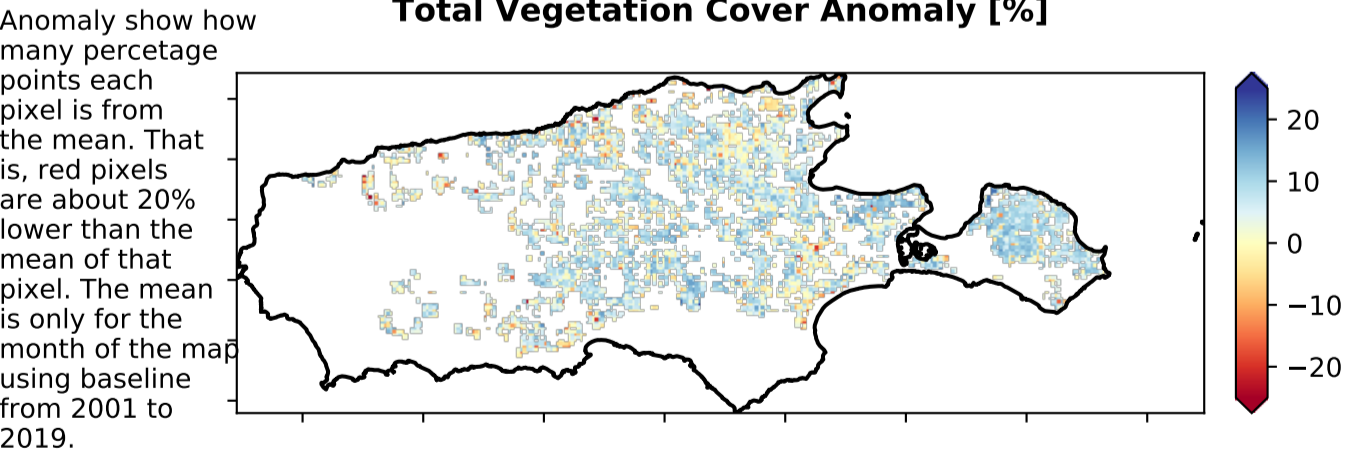 Total Vegetation Cover Anomaly [%]
Anomaly show how
many percetage
points each
pixel is from
the mean. That
is, red pixels
are about 20%
lower than the
mean of that
pixel. The mean
is only for the
month of the map
using baseline
from 2001 to
2019.
20
10
0
−10
−20